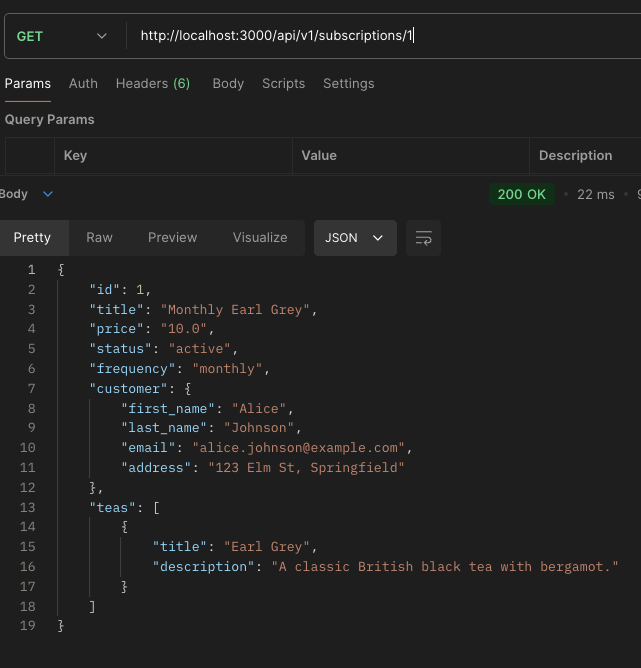 GET http://localhost:3000/api/v1/subscriptions/1
Params Auth Headers (6) Body Scripts Settings
Query Params
Key Value Description
Body 200 OK • 22 ms •
Pretty Raw Preview Visualize JSON
1 {
2 "id": 1,
3 "title": "Monthly Earl Grey",
4 "price": "10.0",
5 "status": "active",
6 "frequency": "monthly",
7 "customer": {
8 "first_name": "Alice",
9 "last_name": "Johnson",
10 "email": "alice.johnson@example.com",
11 "address": "123 Elm St, Springfield"
12 },
13 "teas": [
14 {
15 "title": "Earl Grey",
16 "description": "A classic British black tea with bergamot."
17 }
18 ]
19 }